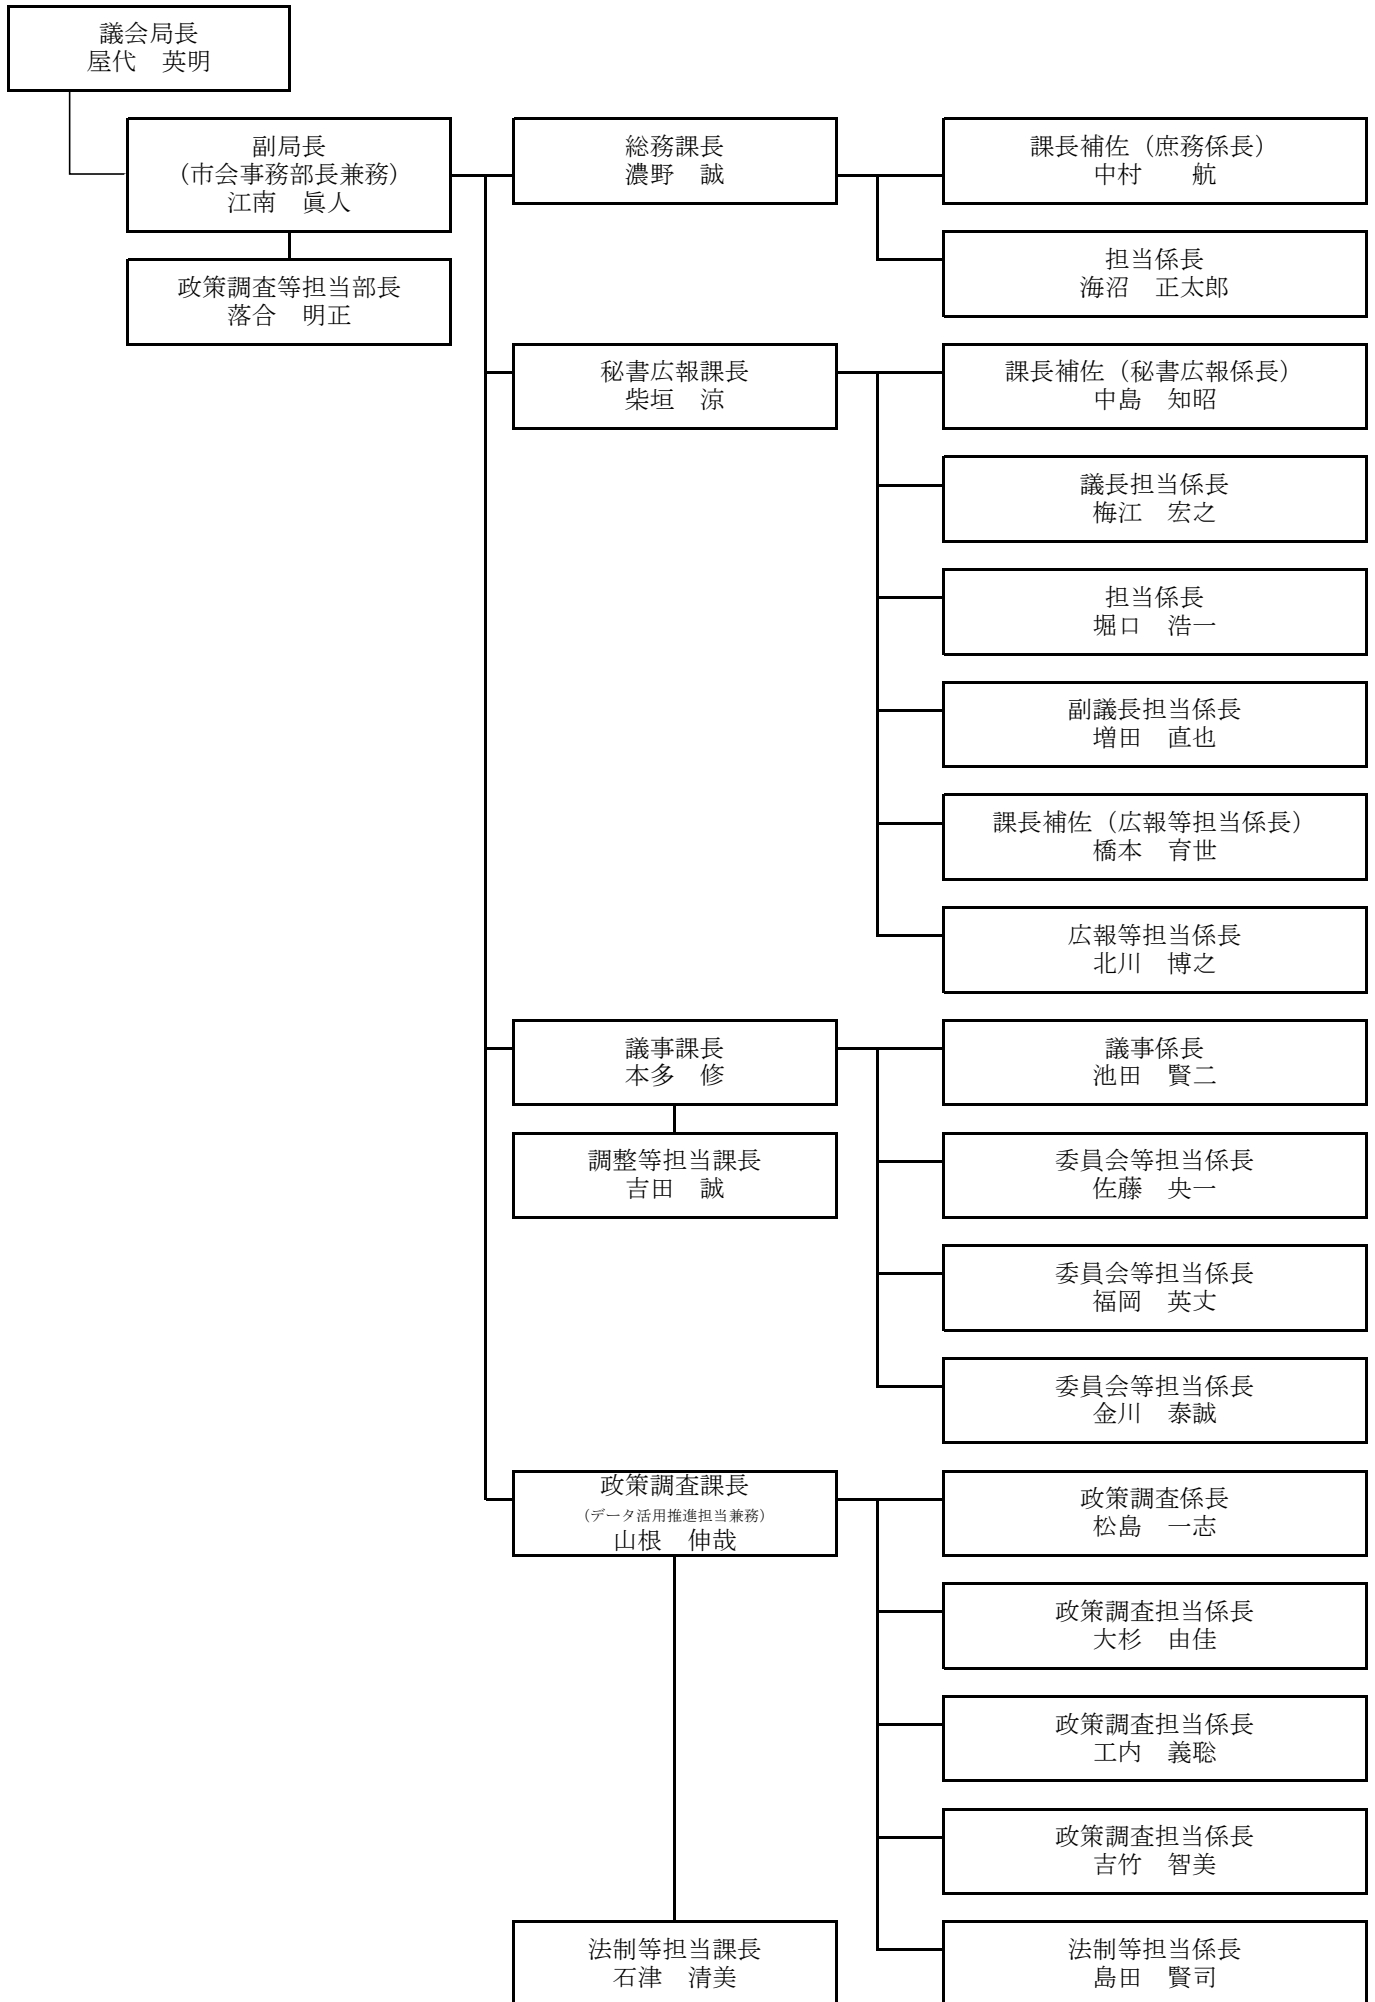 議会局長
屋代　英明
副局長
（市会事務部長兼務）
江南　眞人
政策調査等担当部長
落合　明正
総務課長
濃野　誠
課長補佐（庶務係長）
中村　　航
担当係長
海沼　正太郎
秘書広報課長
柴垣　涼
課長補佐（秘書広報係長）
中島　知昭
議長担当係長
梅江　宏之
担当係長
堀口　浩一
副議長担当係長
増田　直也
課長補佐（広報等担当係長）
橋本　育世
広報等担当係長
北川　博之
議事課長
本多　修
調整等担当課長
吉田　誠
議事係長
池田　賢二
委員会等担当係長
佐藤　央一
委員会等担当係長
福岡　英丈
委員会等担当係長
金川　泰誠
政策調査課長
（データ活用推進担当兼務）
山根　伸哉
政策調査係長
松島　一志
政策調査担当係長
大杉　由佳
政策調査担当係長
工内　義聡
政策調査担当係長
吉竹　智美
法制等担当課長
石津　清美
法制等担当係長
島田　賢司